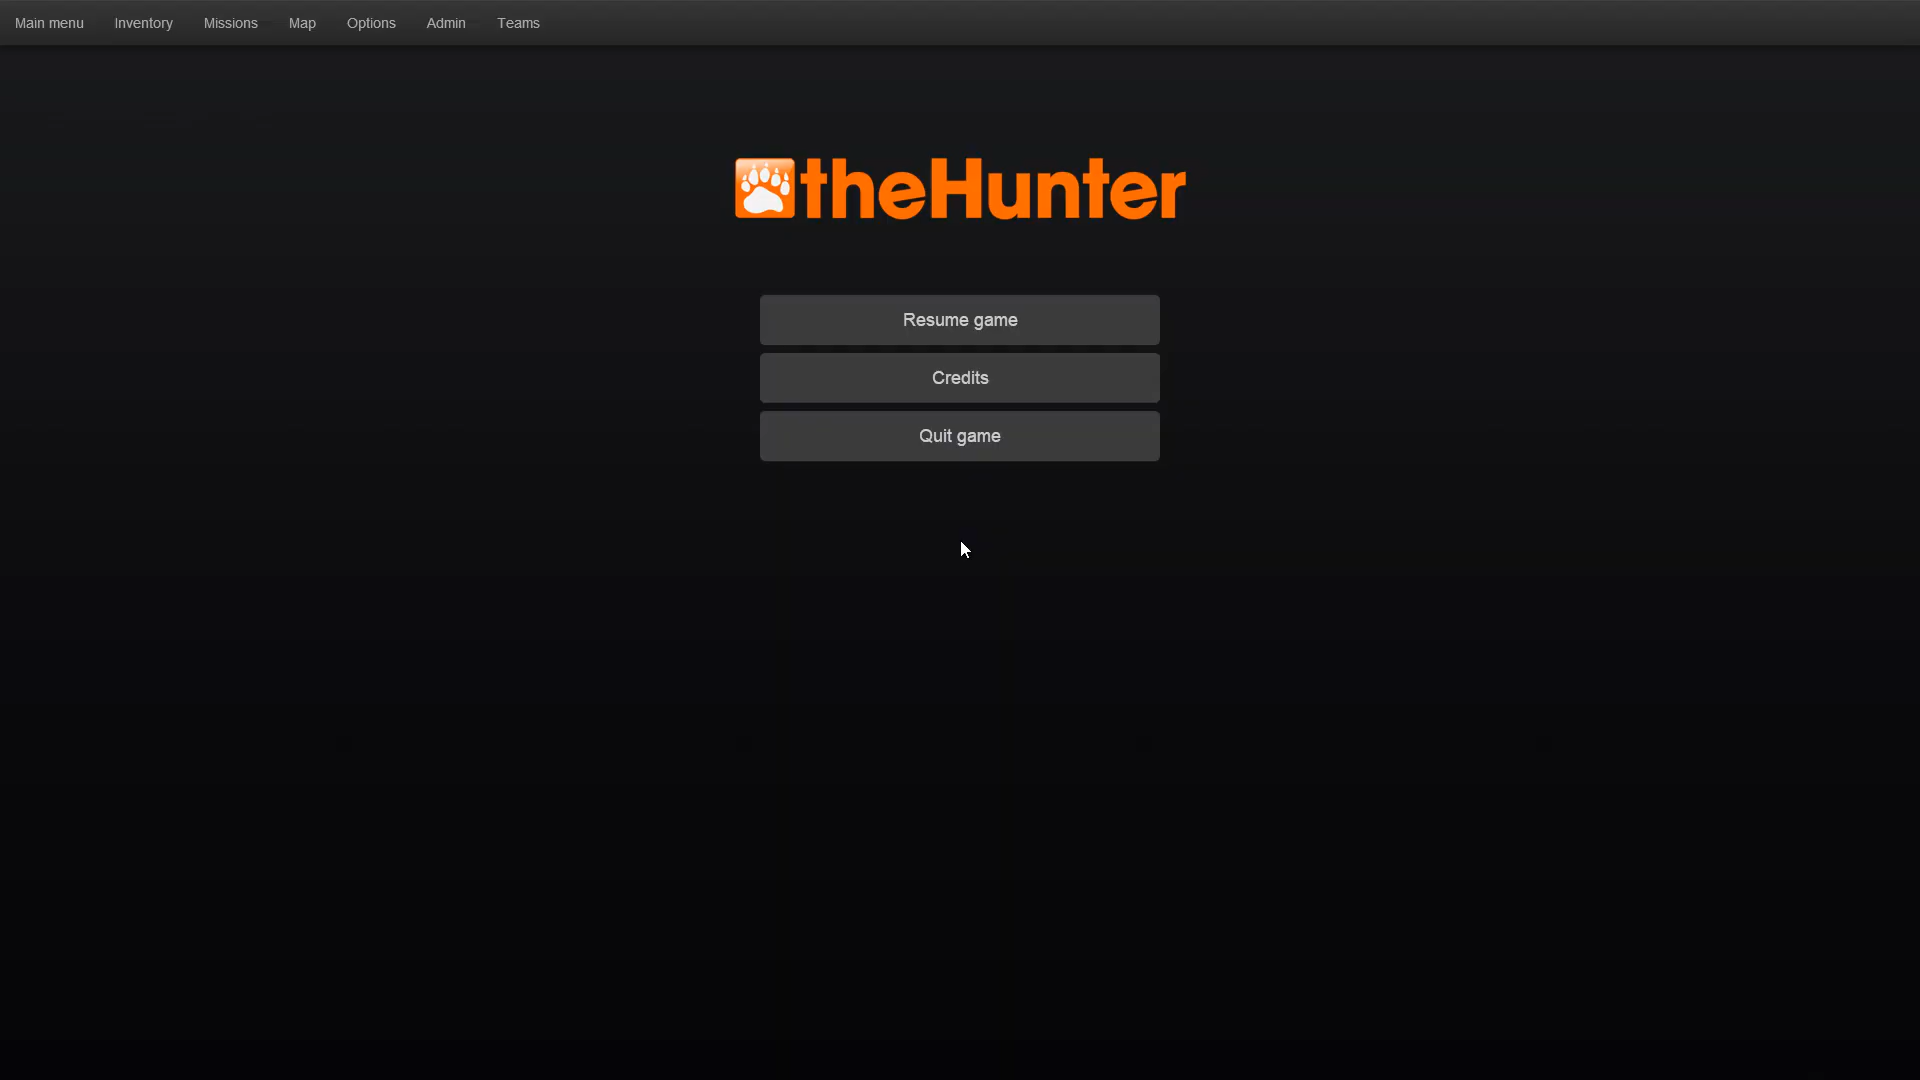 Main menu Inventory Missions Map Options Admin Teams
theHunter
Resume game
Credits
Quit game